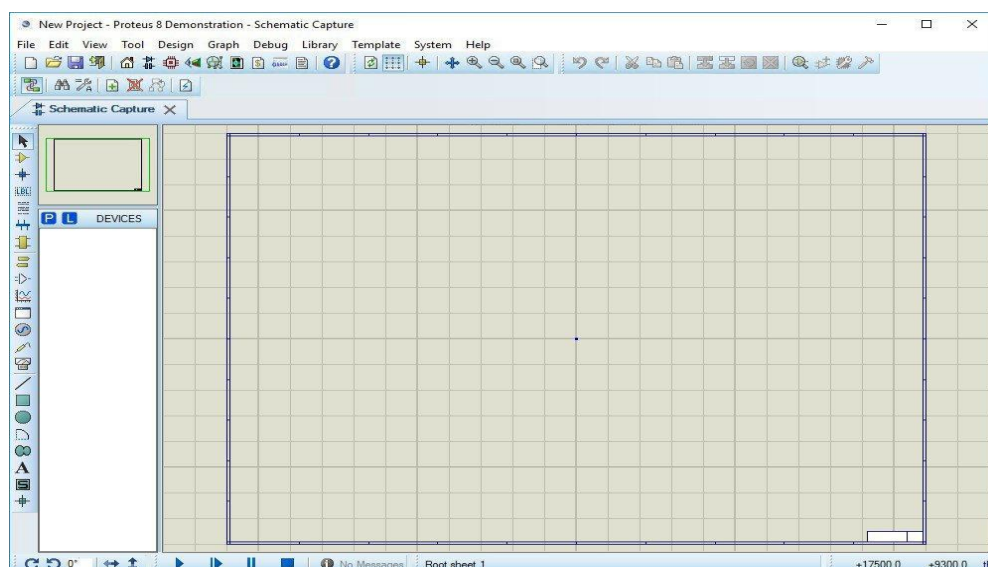 New Project - Proteus 8 Demonstration - Schematic Capture
File Edit View Tool Design Graph Debug Library Template System Help
Schematic Capture
LBL
P L DEVICES
A
S
0°
No Messages
Root sheet 1
+17500.0 +9300.0